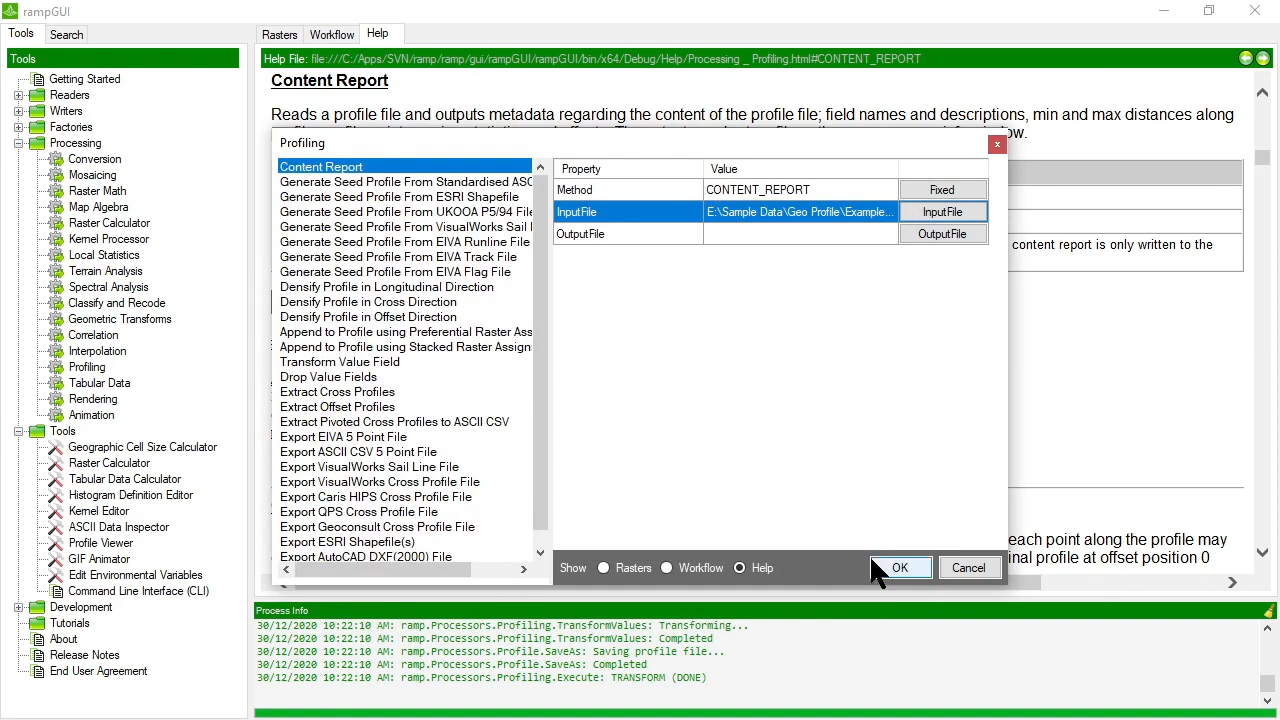 rampGUI
Tools
Search
Rasters
Workflow
Help
Tools
Help File: file:///C:/Apps/SVN/ramp/ramp/gui/rampGUI/rampGUI/bin/x64/Debug/Help/Processing _ Profiling.html#CONTENT_REPORT
Getting Started
Readers
Writers
Factories
Processing
Conversion
Mosaicing
Raster Math
Map Algebra
Raster Calculator
Kernel Processor
Local Statistics
Terrain Analysis
Spectral Analysis
Classify and Recode
Geometric Transforms
Correlation
Interpolation
Profiling
Tabular Data
Rendering
Animation
Tools
Geographic Cell Size Calculator
Raster Calculator
Tabular Data Calculator
Histogram Definition Editor
Kernel Editor
ASCII Data Inspector
Profile Viewer
GIF Animator
Edit Environmental Variables
Command Line Interface (CLI)
Development
Tutorials
About
Release Notes
End User Agreement
Content Report
Reads a profile file and outputs metadata regarding the content of the profile file; field names and descriptions, min and max distances along
content report is only written to the
each point along the profile may
inal profile at offset position 0
Profiling
Content Report
Generate Seed Profile From Standardised ASC
Generate Seed Profile From ESRI Shapefile
Generate Seed Profile From UKOOA P5/94 File
Generate Seed Profile From VisualWorks Sail
Generate Seed Profile From EIVA Runline File
Generate Seed Profile From EIVA Track File
Generate Seed Profile From EIVA Flag File
Densify Profile in Longitudinal Direction
Densify Profile in Cross Direction
Densify Profile in Offset Direction
Append to Profile using Preferential Raster Ass
Append to Profile using Stacked Raster Assign
Transform Value Field
Drop Value Fields
Extract Cross Profiles
Extract Offset Profiles
Extract Pivoted Cross Profiles to ASCII CSV
Export EIVA 5 Point File
Export ASCII CSV 5 Point File
Export VisualWorks Sail Line File
Export VisualWorks Cross Profile File
Export Caris HIPS Cross Profile File
Export QPS Cross Profile File
Export Geoconsult Cross Profile File
Export ESRI Shapefile(s)
Export AutoCAD DXF(2000) File
Property Value
Method CONTENT_REPORT Fixed
InputFile E:\Sample Data\Geo Profile\Example... InputFile
OutputFile OutputFile
Show Rasters Workflow Help OK Cancel
Process Info
30/12/2020 10:22:10 AM: ramp.Processors.Profiling.TransformValues: Transforming...
30/12/2020 10:22:10 AM: ramp.Processors.Profiling.TransformValues: Completed
30/12/2020 10:22:10 AM: ramp.Processors.Profile.SaveAs: Saving profile file...
30/12/2020 10:22:10 AM: ramp.Processors.Profile.SaveAs: Completed
30/12/2020 10:22:10 AM: ramp.Processors.Profiling.Execute: TRANSFORM (DONE)